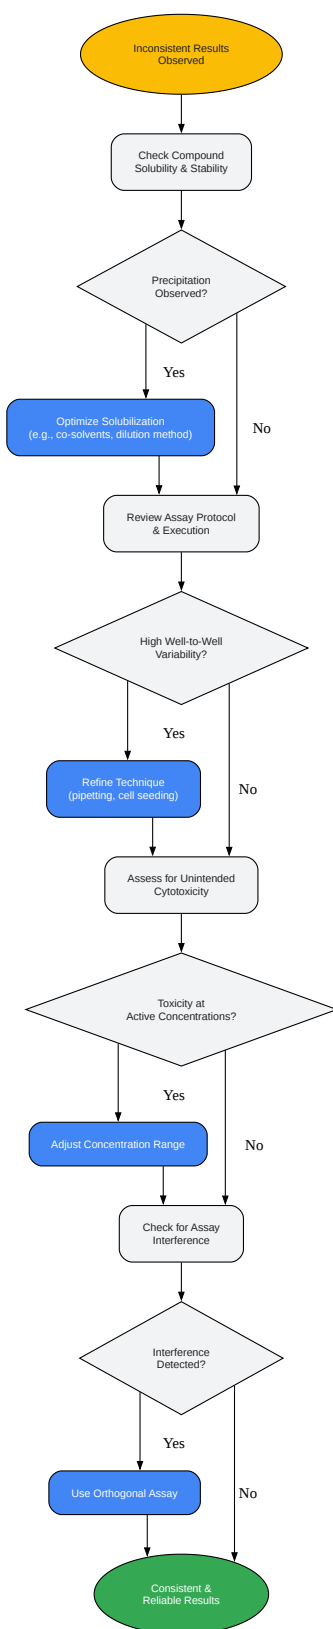 Inconsistent Results
Observed
Check Compound
Solubility & Stability
Precipitation
Observed?
Yes
Optimize Solubilization
(e.g., co-solvents, dilution method)
No
Review Assay Protocol
& Execution
High Well-to-Well
Variability?
Yes
Refine Technique
(pipetting, cell seeding)
No
Assess for Unintended
Cytotoxicity
Toxicity at
Active Concentrations?
Yes
Adjust Concentration Range
No
Check for Assay
Interference
Interference
Detected?
Yes
Use Orthogonal Assay
No
Consistent &
Reliable Results